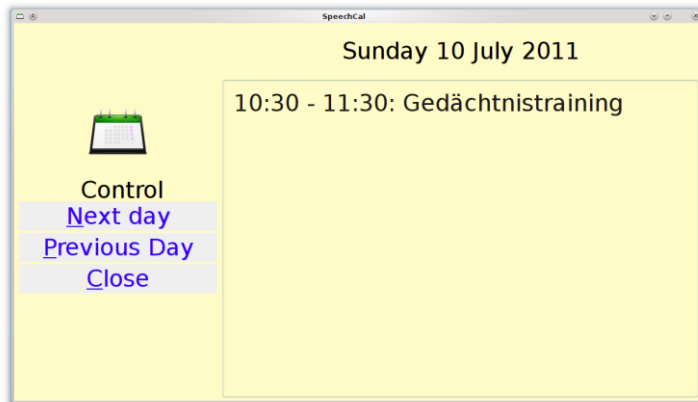 SpeechCal
Sunday 10 July 2011
10:30 - 11:30: Gedächtnistraining
Control
Next day
Previous Day
Close